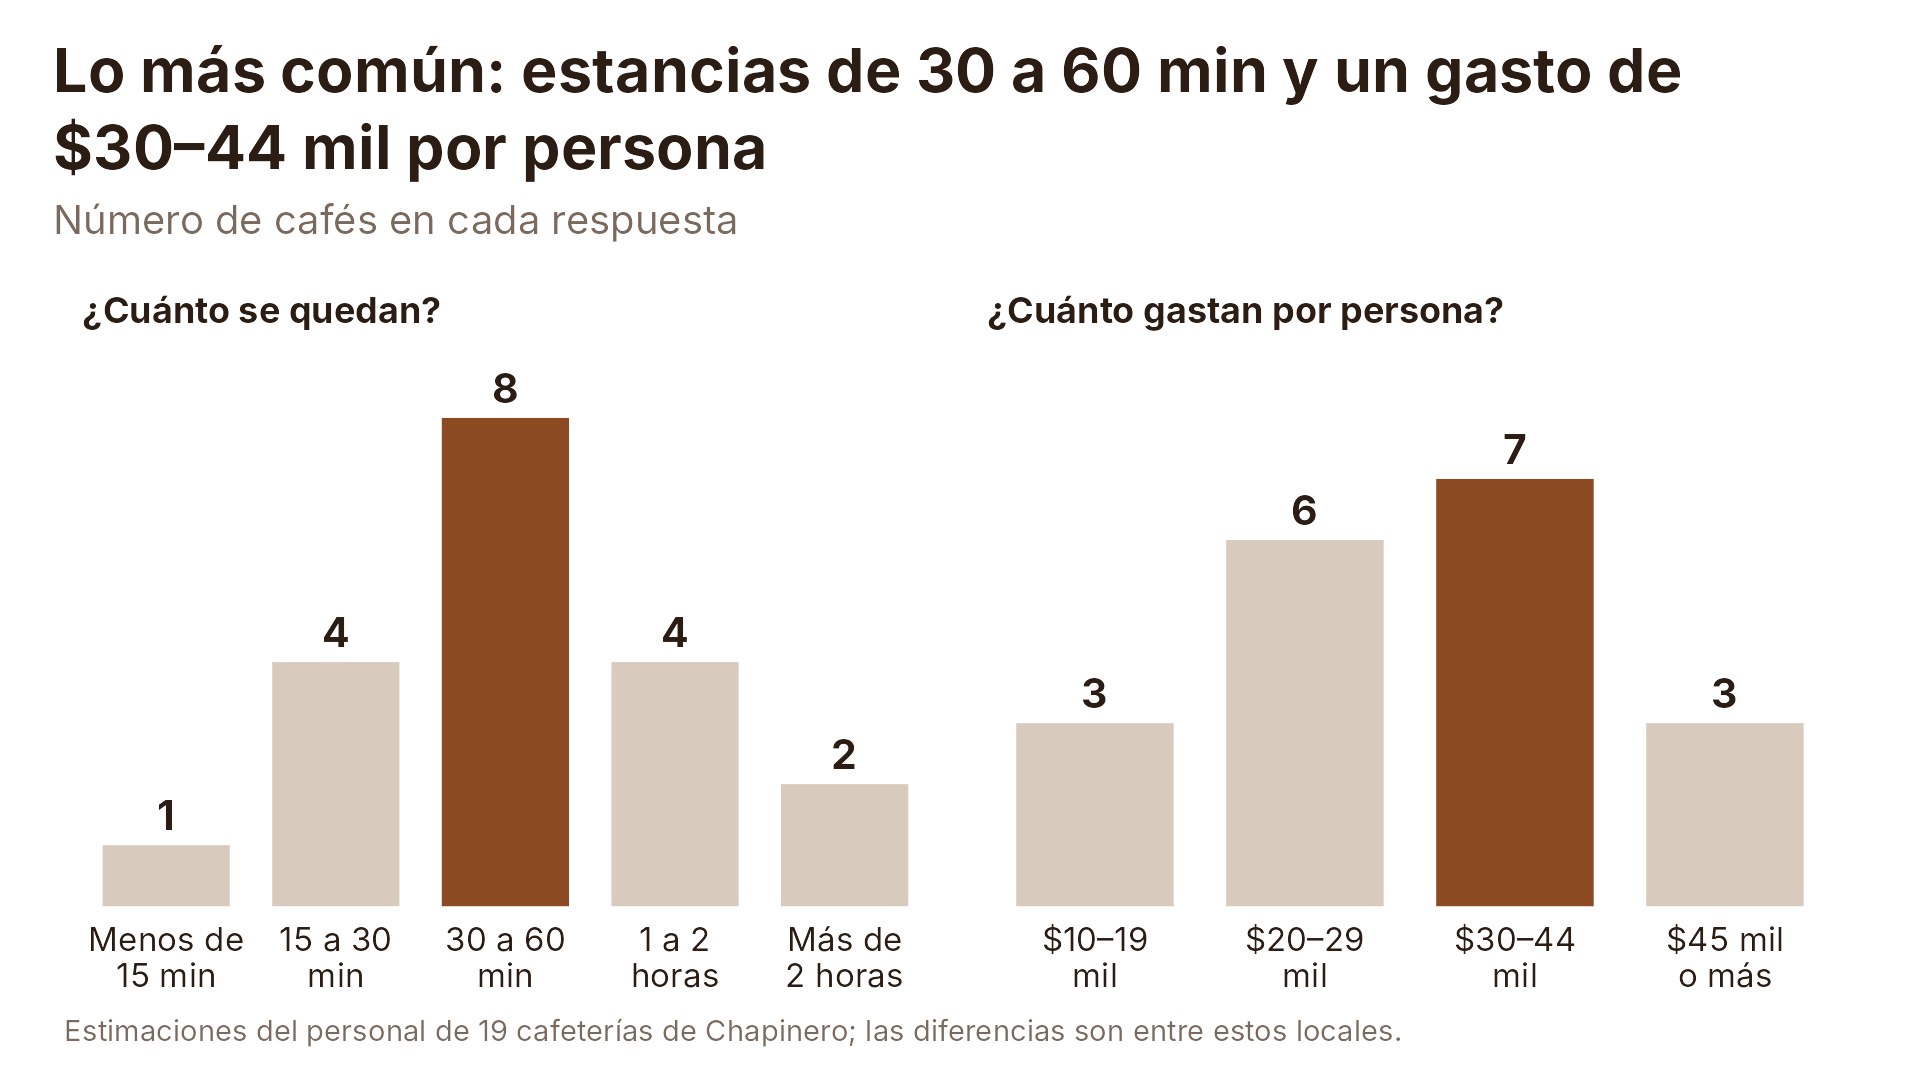 Lo más común: estancias de 30 a 60 min y un gasto de
$30–44 mil por persona
Número de cafés en cada respuesta
¿Cuánto se quedan?
8
4
4
2
1
Menos de
15 min
15 a 30
min
30 a 60
min
1 a 2
horas
Más de
2 horas
¿Cuánto gastan por persona?
7
6
3
3
$10–19
mil
$20–29
mil
$30–44
mil
$45 mil
o más
Estimaciones del personal de 19 cafeterías de Chapinero; las diferencias son entre estos locales.